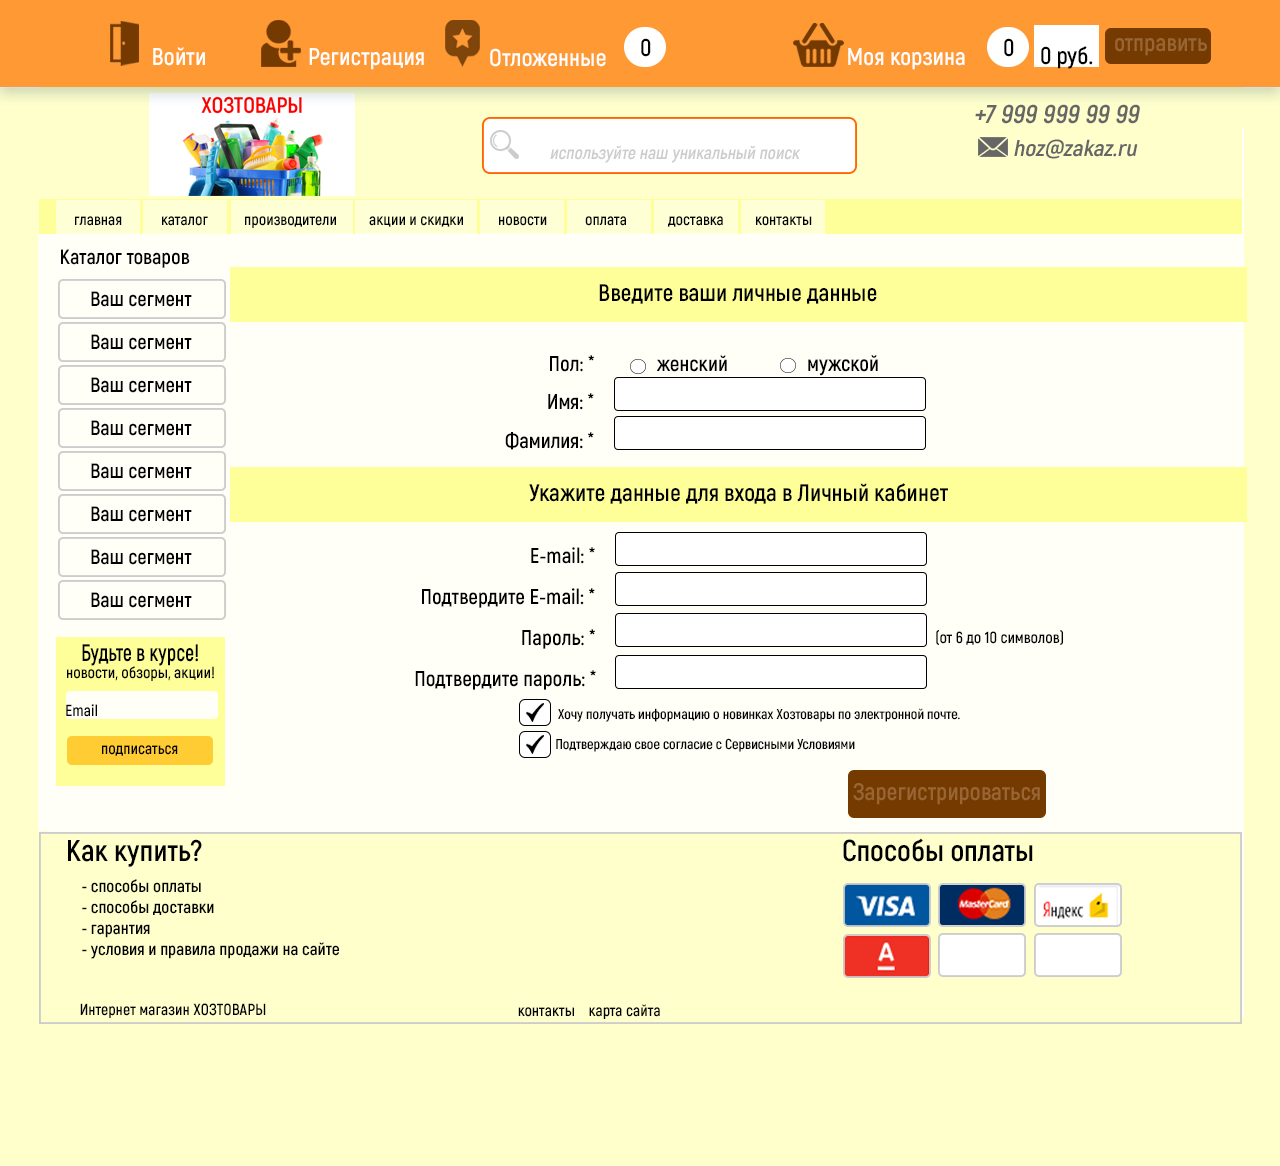 Войти
Регистрация
Отложенные
0
Моя корзина
0
0 руб.
отправить
ХОЗТОВАРЫ
используйте наш уникальный поиск
+7 999 999 99 99
hoz@zakaz.ru
главная
каталог
производители
акции и скидки
новости
оплата
доставка
контакты
Каталог товаров
Ваш сегмент
Ваш сегмент
Ваш сегмент
Ваш сегмент
Ваш сегмент
Ваш сегмент
Ваш сегмент
Ваш сегмент
Будьте в курсе!
новости, обзоры, акции!
Email
подписаться
Введите ваши личные данные
Пол: *
женский
мужской
Имя: *
Фамилия: *
Укажите данные для входа в Личный кабинет
E-mail: *
Подтвердите E-mail: *
Пароль: *
(от 6 до 10 символов)
Подтвердите пароль: *
Хочу получать информацию о новинках Хозтовары по электронной почте.
Подтверждаю свое согласие с Сервисными Условиями
Зарегистрироваться
Как купить?
- способы оплаты
- способы доставки
- гарантия
- условия и правила продажи на сайте
Способы оплаты
VISA
MasterCard
Яндекс
А
Интернет магазин ХОЗТОВАРЫ
контакты
карта сайта